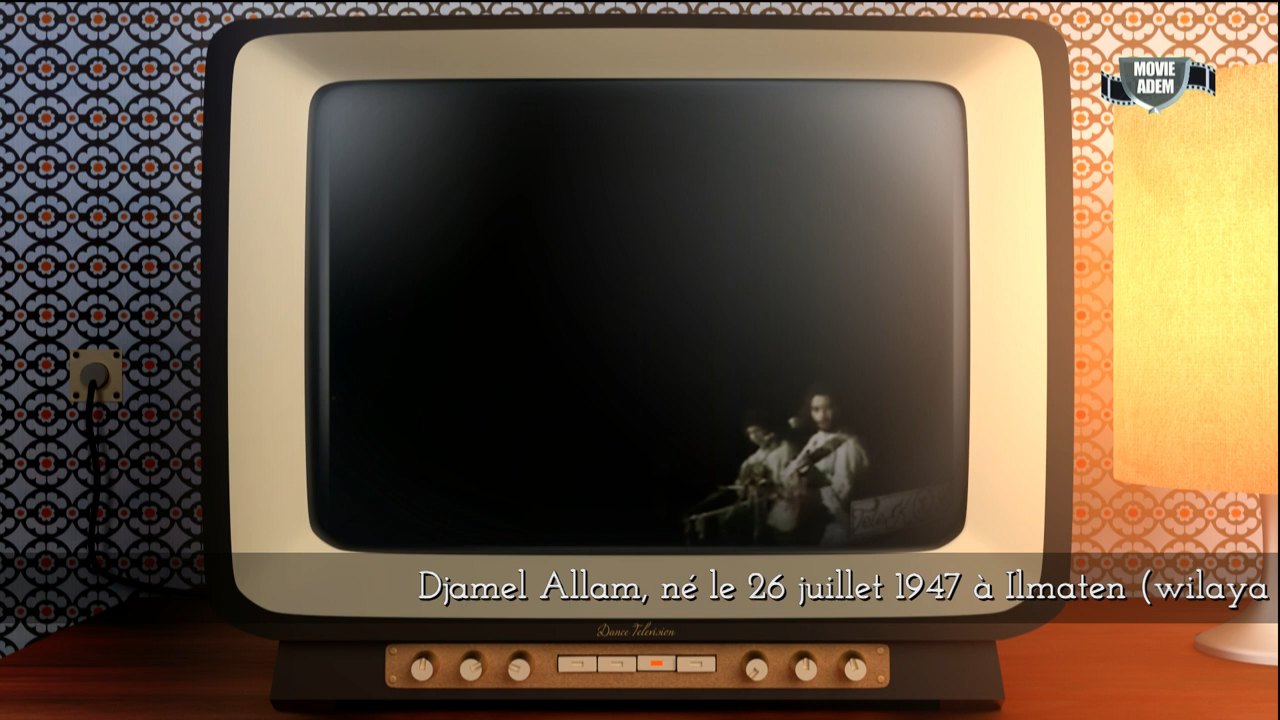 MOVIE
ADEM
Djamel Allam, né le 26 juillet 1947 à Ilmaten (wilaya
Dance Television